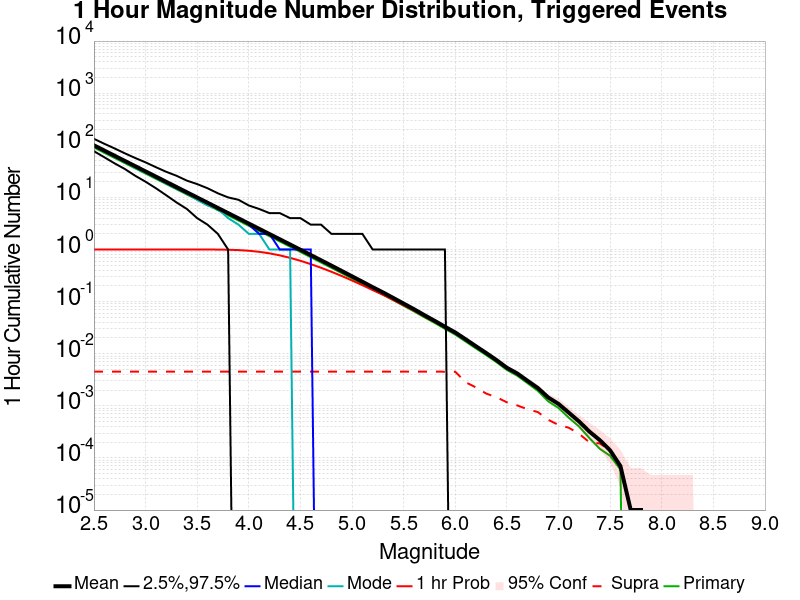 1 Hour Magnitude Number Distribution, Triggered Events
10^4
10^3
10^2
10^1
10^0
10^-1
10^-2
10^-3
10^-4
10^-5
1 Hour Cumulative Number
2.5 3.0 3.5 4.0 4.5 5.0 5.5 6.0 6.5 7.0 7.5 8.0 8.5 9.0
Magnitude
Mean 2.5%,97.5% Median Mode 1 hr Prob 95% Conf Supra Primary